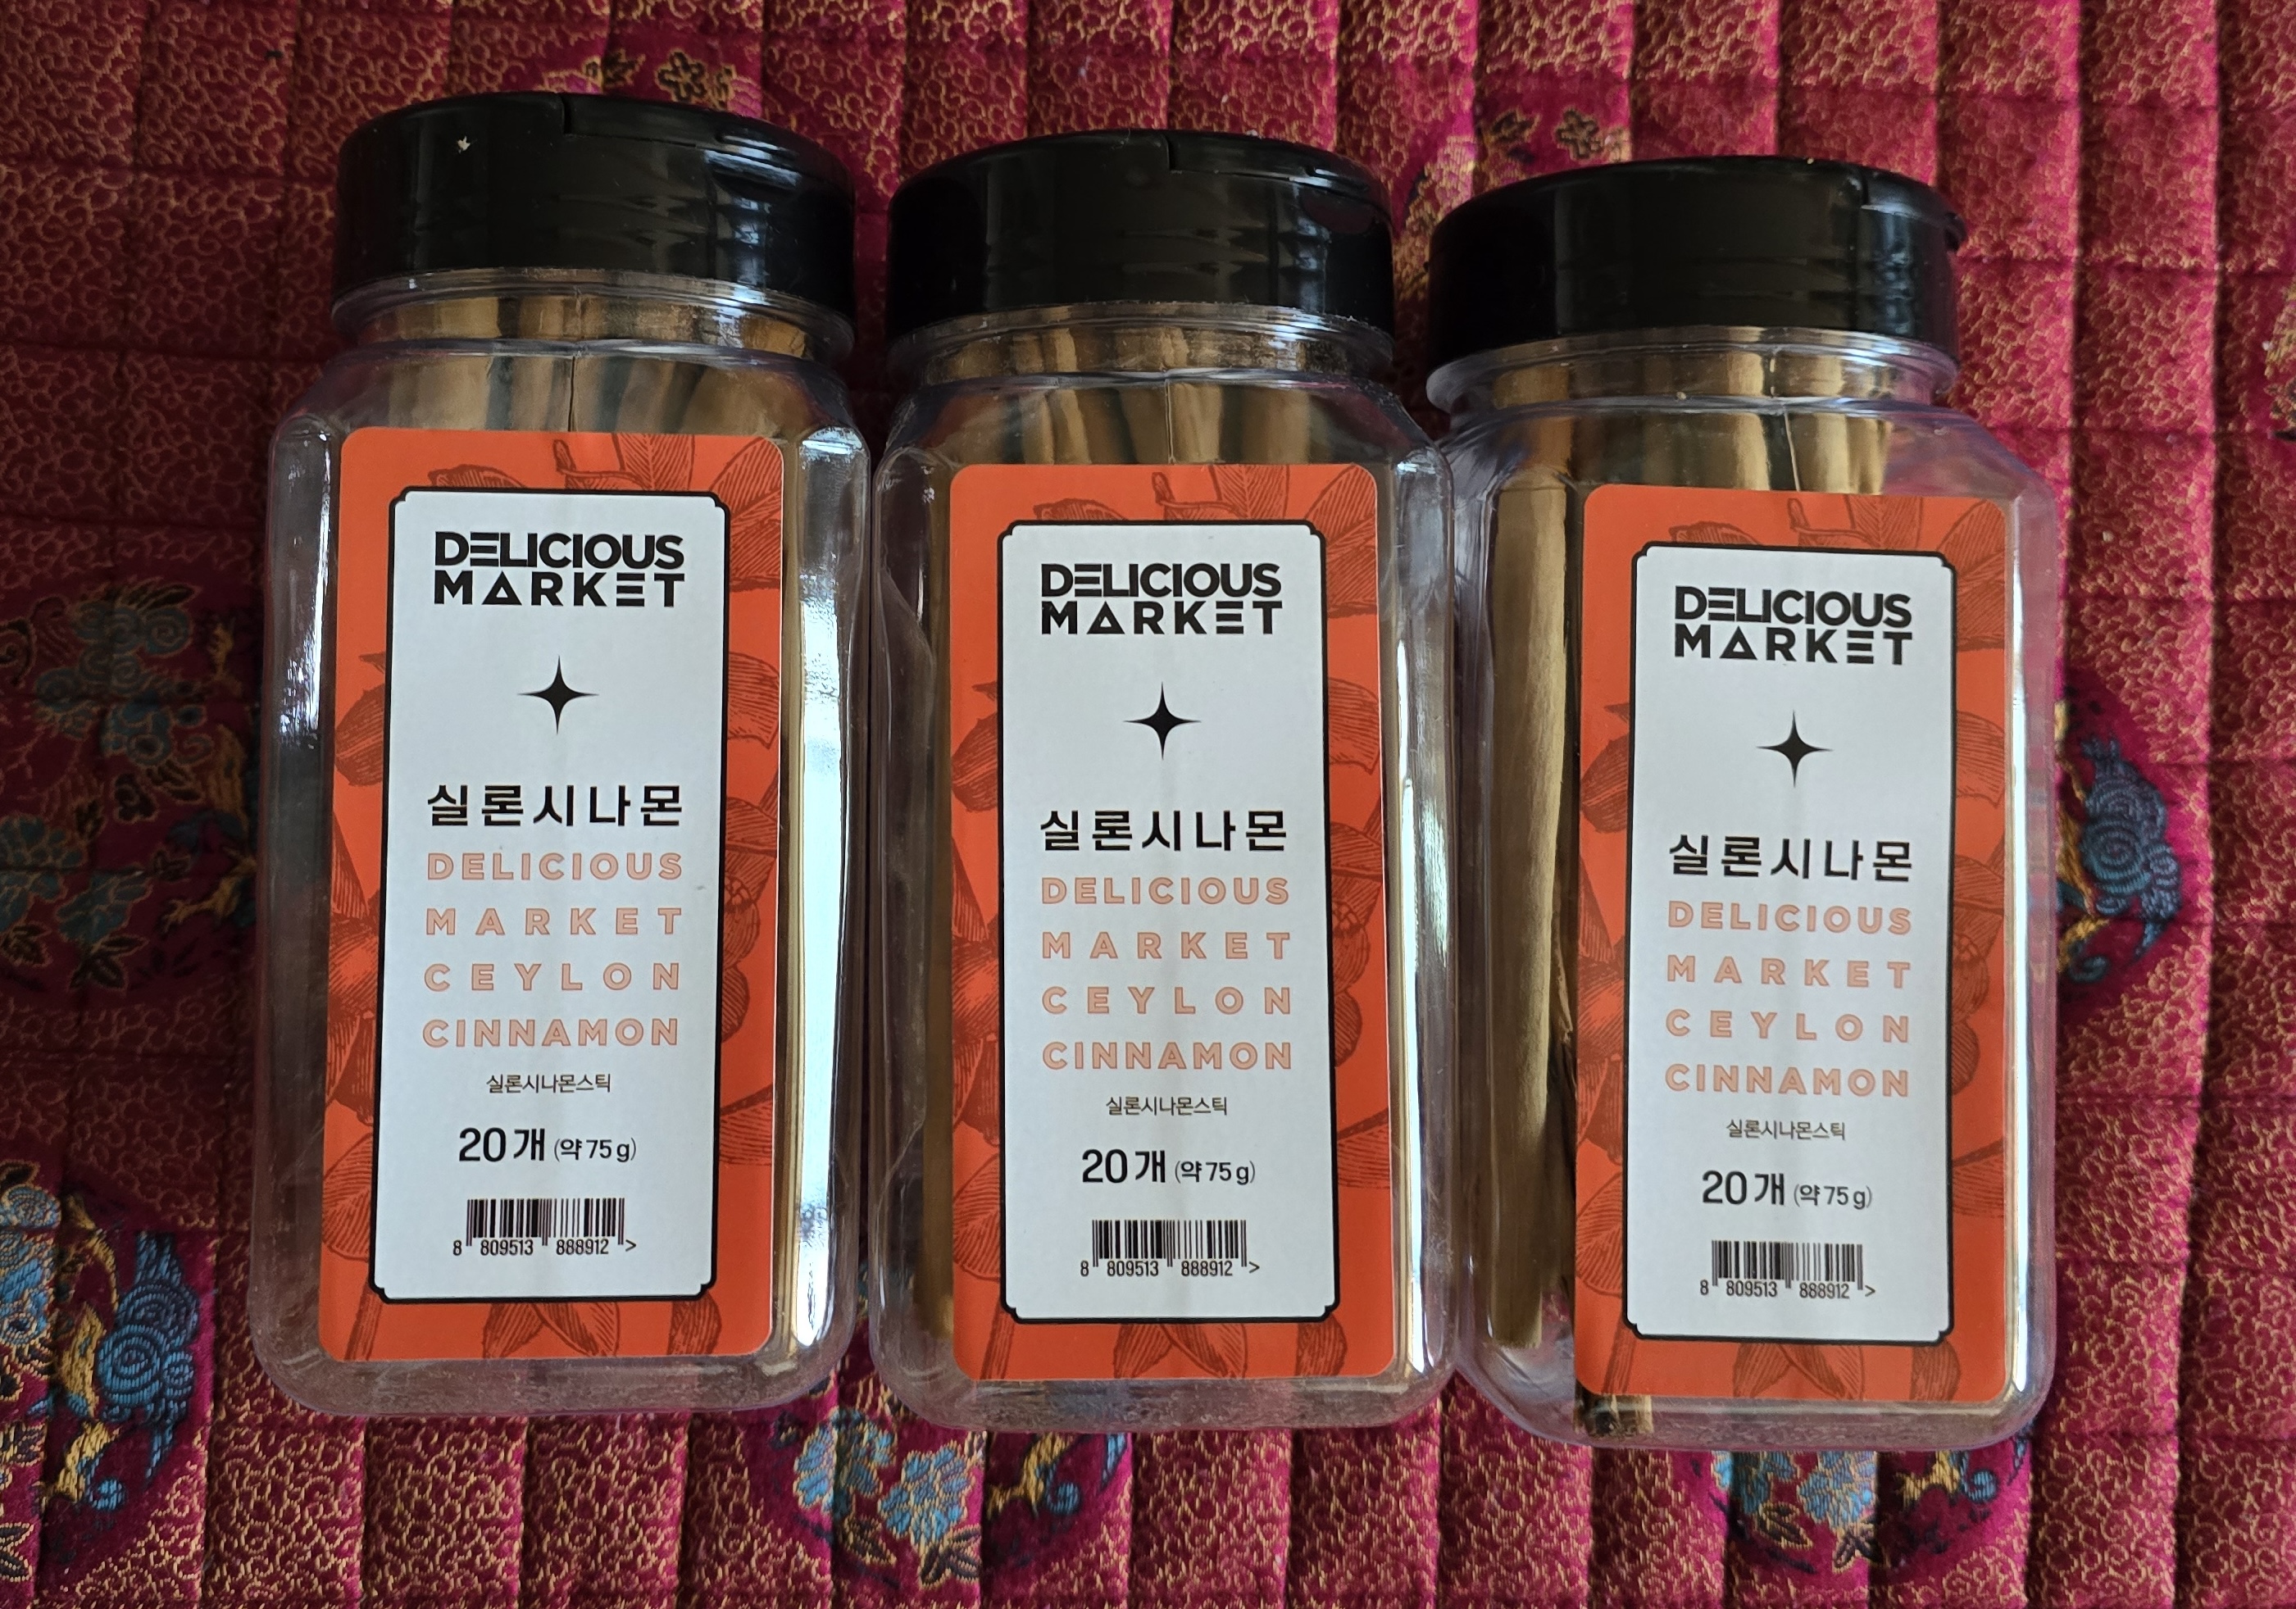 DELICIOUS
MARKET
실론시나몬
DELICIOUS
MARKET
CEYLON
CINNAMON
실론시나몬스틱
20개 (약 75g)
8 809513 888912 >
DELICIOUS
MARKET
실론시나몬
DELICIOUS
MARKET
CEYLON
CINNAMON
실론시나몬스틱
20개 (약 75g)
8 809513 888912 >
DELICIOUS
MARKET
실론시나몬
DELICIOUS
MARKET
CEYLON
CINNAMON
실론시나몬스틱
20개 (약 75g)
8 809513 888912 >